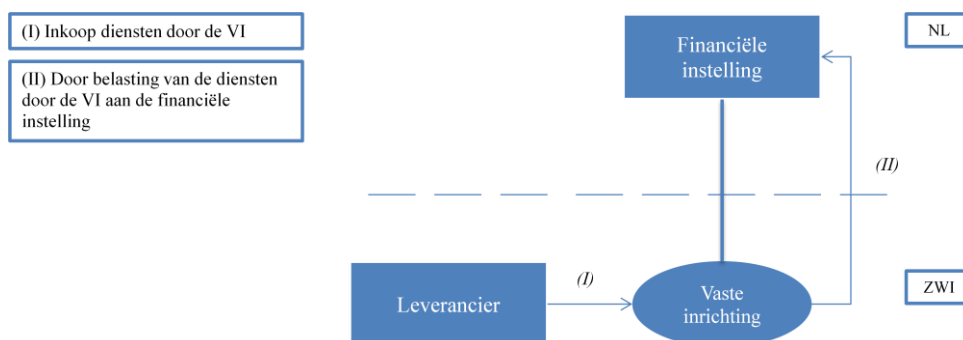 (I) Inkoop diensten door de VI
(II) Door belasting van de diensten
door de VI aan de financiële
instelling
Financiële
instelling
NL
(II)
Leverancier
(I)
Vaste
inrichting
ZWI